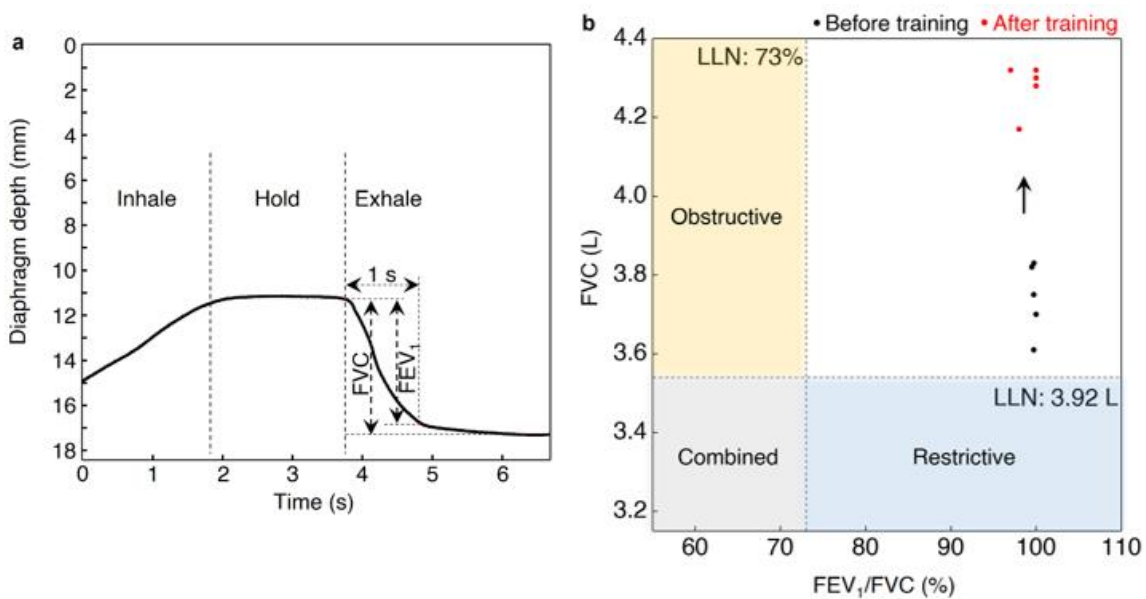 a
0
2
4
6
8
10
12
14
16
18
Diaphragm depth (mm)
Inhale
Hold
Exhale
1 s
FVC
FEV₁
0
1
2
3
4
5
6
Time (s)
b
• Before training • After training
4.4
4.2
4.0
3.8
3.6
3.4
3.2
FVC (L)
LLN: 73%
Obstructive
LLN: 3.92 L
Combined
Restrictive
60
70
80
90
100
110
FEV₁/FVC (%)